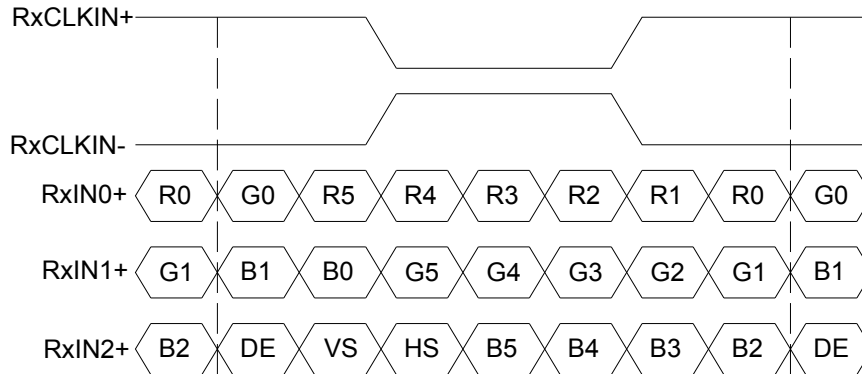 RxCLKIN+
RxCLKIN-
RxIN0+ R0 G0 R5 R4 R3 R2 R1 R0 G0
RxIN1+ G1 B1 B0 G5 G4 G3 G2 G1 B1
RxIN2+ B2 DE VS HS B5 B4 B3 B2 DE